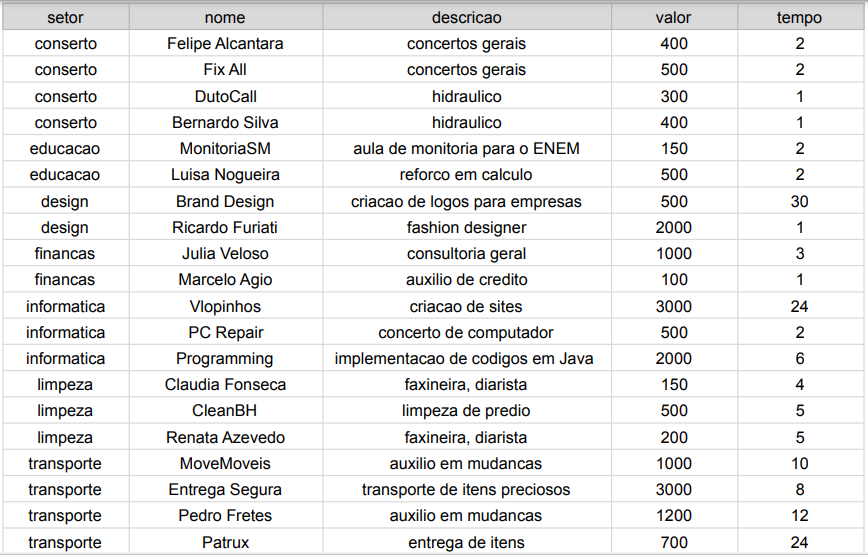 setor nome descricao valor tempo
conserto Felipe Alcantara concertos gerais 400 2
conserto Fix All concertos gerais 500 2
conserto DutoCall hidraulico 300 1
conserto Bernardo Silva hidraulico 400 1
educacao MonitoriaSM aula de monitoria para o ENEM 150 2
educacao Luisa Nogueira reforco em calculo 500 2
design Brand Design criacao de logos para empresas 500 30
design Ricardo Furiati fashion designer 2000 1
financas Julia Veloso consultoria geral 1000 3
financas Marcelo Agio auxilio de credito 100 1
informatica Vlopinhos criacao de sites 3000 24
informatica PC Repair concerto de computador 500 2
informatica Programming implementacao de codigos em Java 2000 6
limpeza Claudia Fonseca faxineira, diarista 150 4
limpeza CleanBH limpeza de predio 500 5
limpeza Renata Azevedo faxineira, diarista 200 5
transporte MoveMoveis auxilio em mudancas 1000 10
transporte Entrega Segura transporte de itens preciosos 3000 8
transporte Pedro Fretes auxilio em mudancas 1200 12
transporte Patrux entrega de itens 700 24